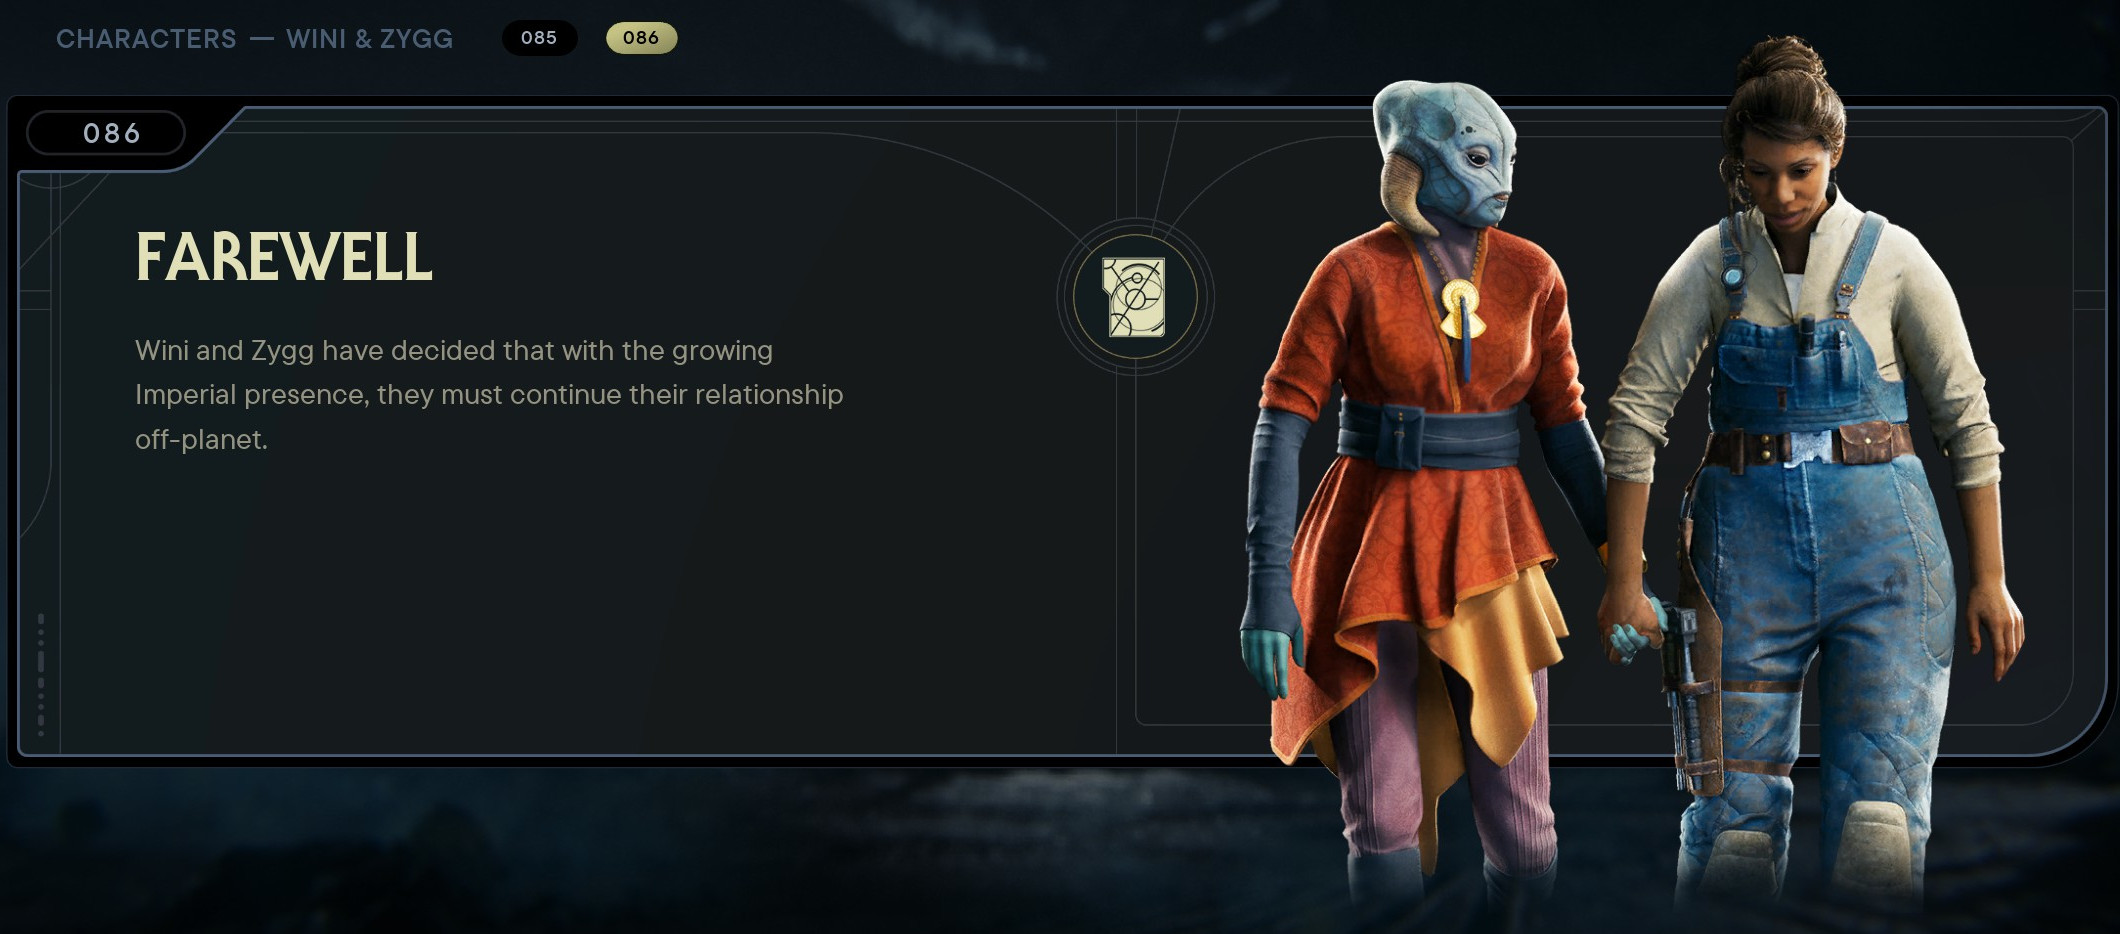 CHARACTERS — WINI & ZYGG 085 086
086
FAREWELL
Wini and Zygg have decided that with the growing
Imperial presence, they must continue their relationship
off-planet.